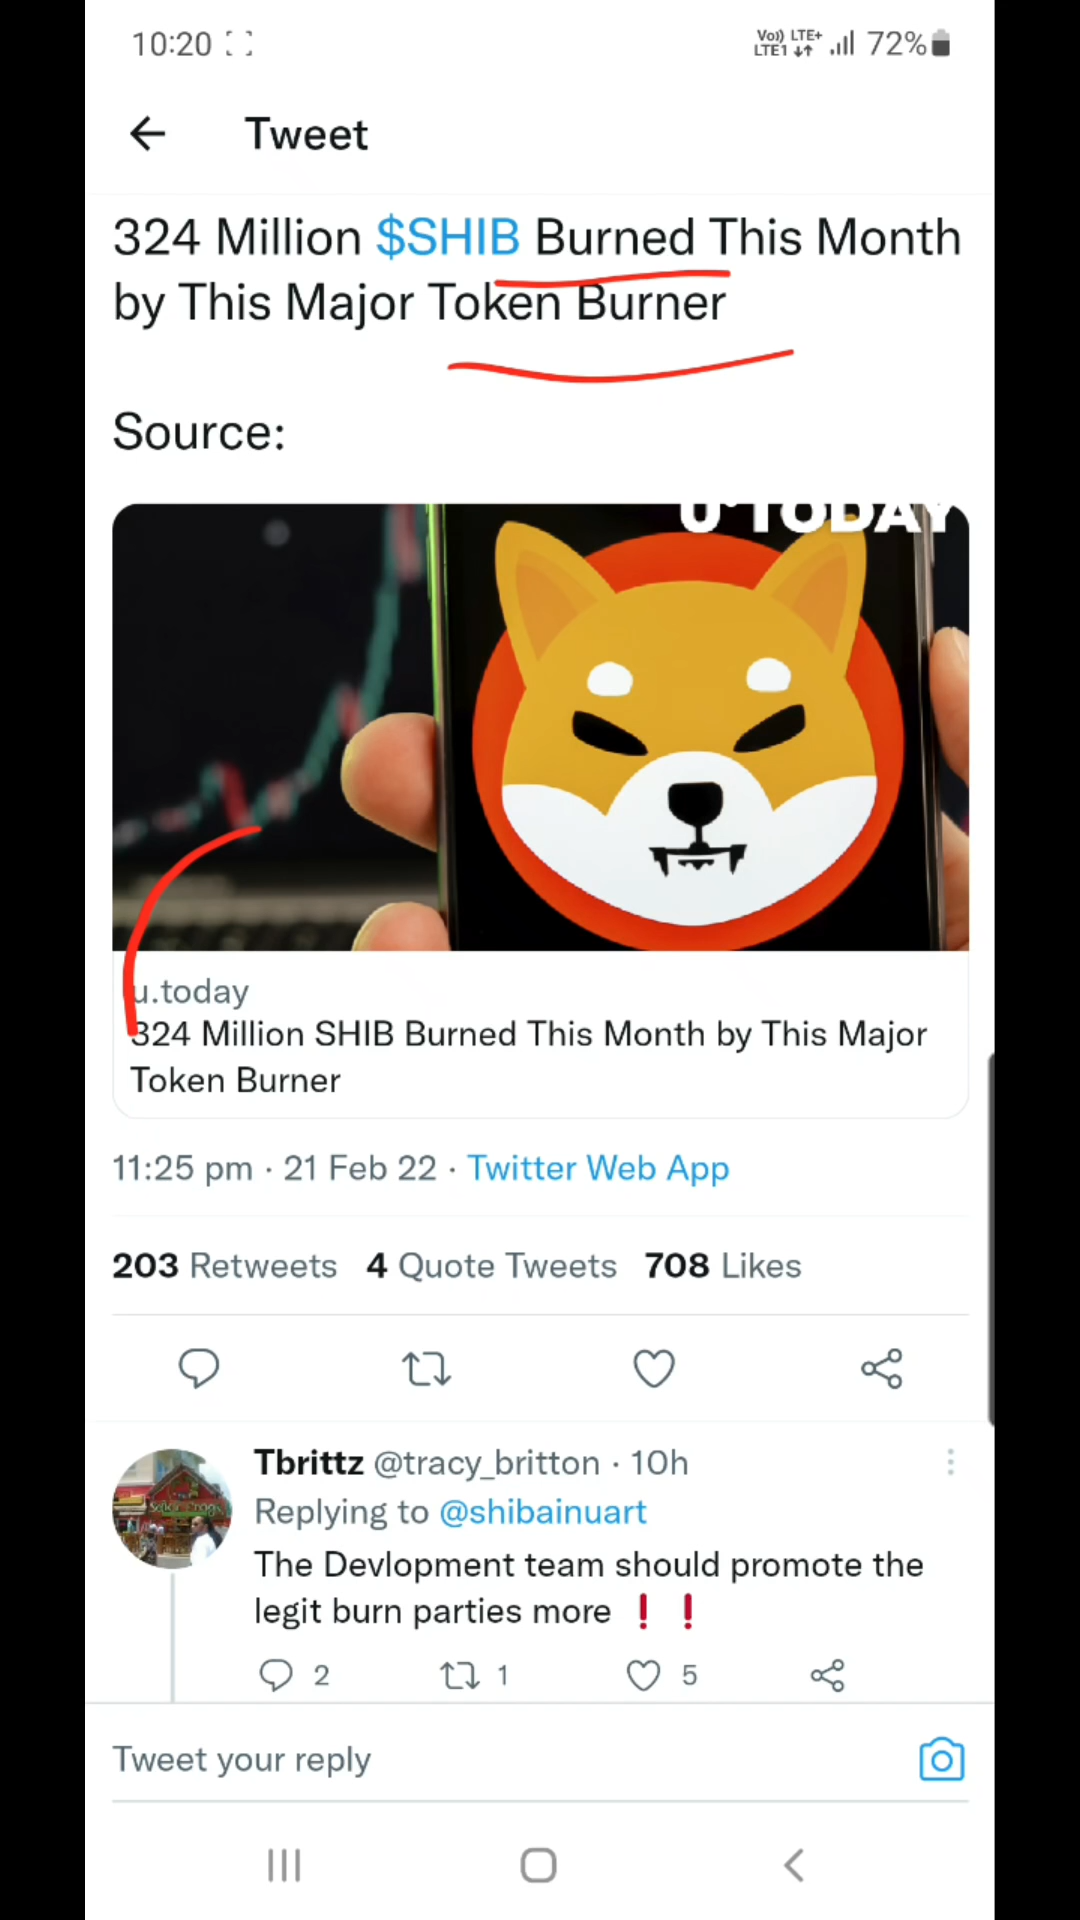 10:20
Vo)) LTE+
LTE1
72%
Tweet
324 Million $SHIB Burned This Month
by This Major Token Burner
Source:
U·TODAY
u.today
324 Million SHIB Burned This Month by This Major
Token Burner
11:25 pm · 21 Feb 22 · Twitter Web App
203 Retweets 4 Quote Tweets 708 Likes
Tbrittz @tracy_britton · 10h
Replying to @shibainuart
The Devlopment team should promote the
legit burn parties more ❗❗
2 1 5
Tweet your reply